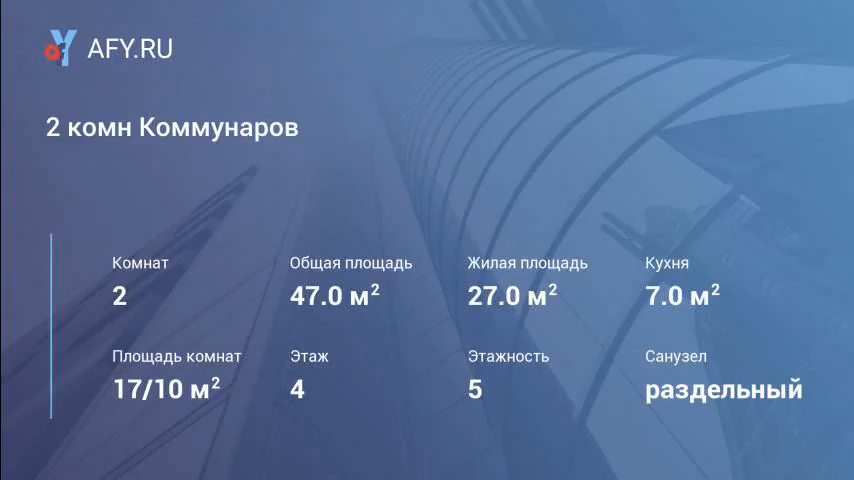 AFY.RU
2 комн Коммунаров
Комнат
2
Общая площадь
47.0 м²
Жилая площадь
27.0 м²
Кухня
7.0 м²
Площадь комнат
17/10 м²
Этаж
4
Этажность
5
Санузел
раздельный